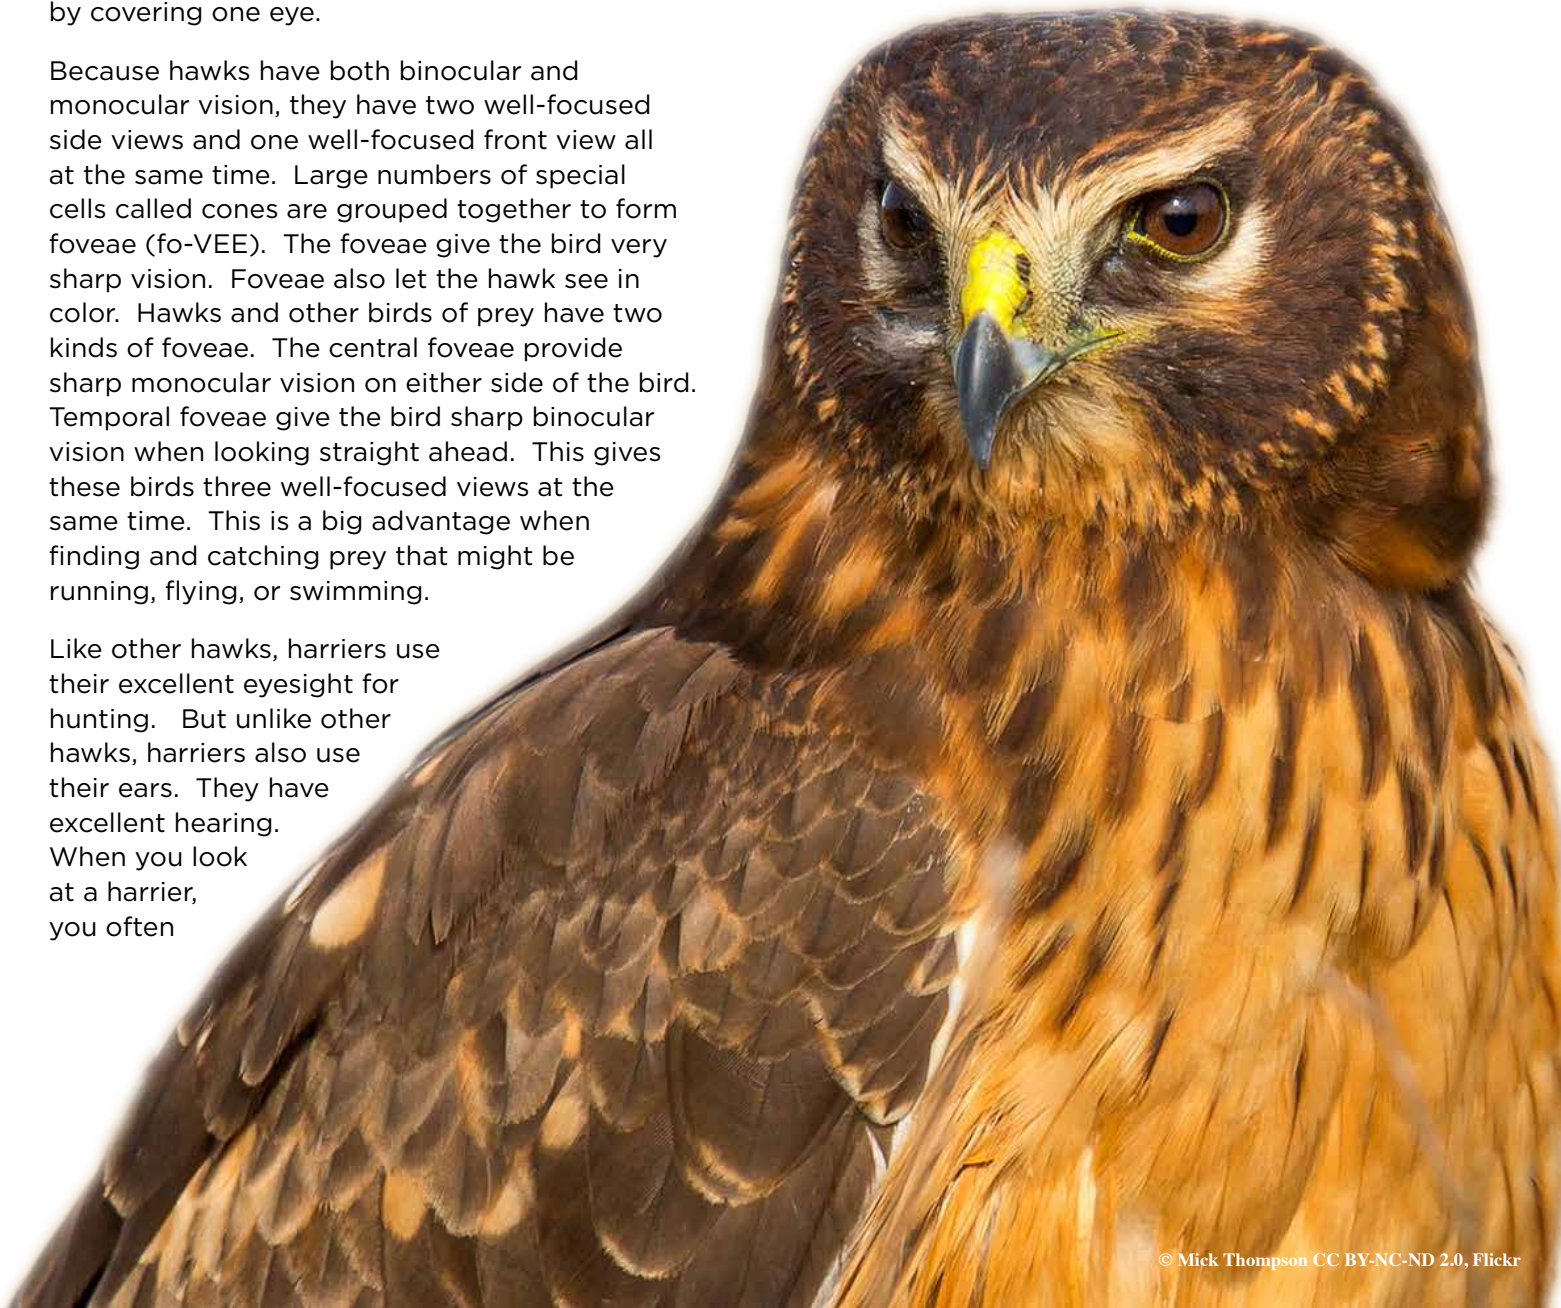 by covering one eye.
Because hawks have both binocular and
monocular vision, they have two well-focused
side views and one well-focused front view all
at the same time.  Large numbers of special
cells called cones are grouped together to form
foveae (fo-VEE).  The foveae give the bird very
sharp vision.  Foveae also let the hawk see in
color.  Hawks and other birds of prey have two
kinds of foveae.  The central foveae provide
sharp monocular vision on either side of the bird.
Temporal foveae give the bird sharp binocular
vision when looking straight ahead.  This gives
these birds three well-focused views at the
same time.  This is a big advantage when
finding and catching prey that might be
running, flying, or swimming.
Like other hawks, harriers use
their excellent eyesight for
hunting.   But unlike other
hawks, harriers also use
their ears.  They have
excellent hearing.
When you look
at a harrier,
you often
© Mick Thompson CC BY-NC-ND 2.0, Flickr